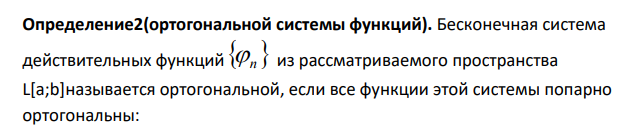 Определение2(ортогональной системы функций). Бесконечная система
действительных функций {φₙ} из рассматриваемого пространства
L[a;b]называется ортогональной, если все функции этой системы попарно
ортогональны: